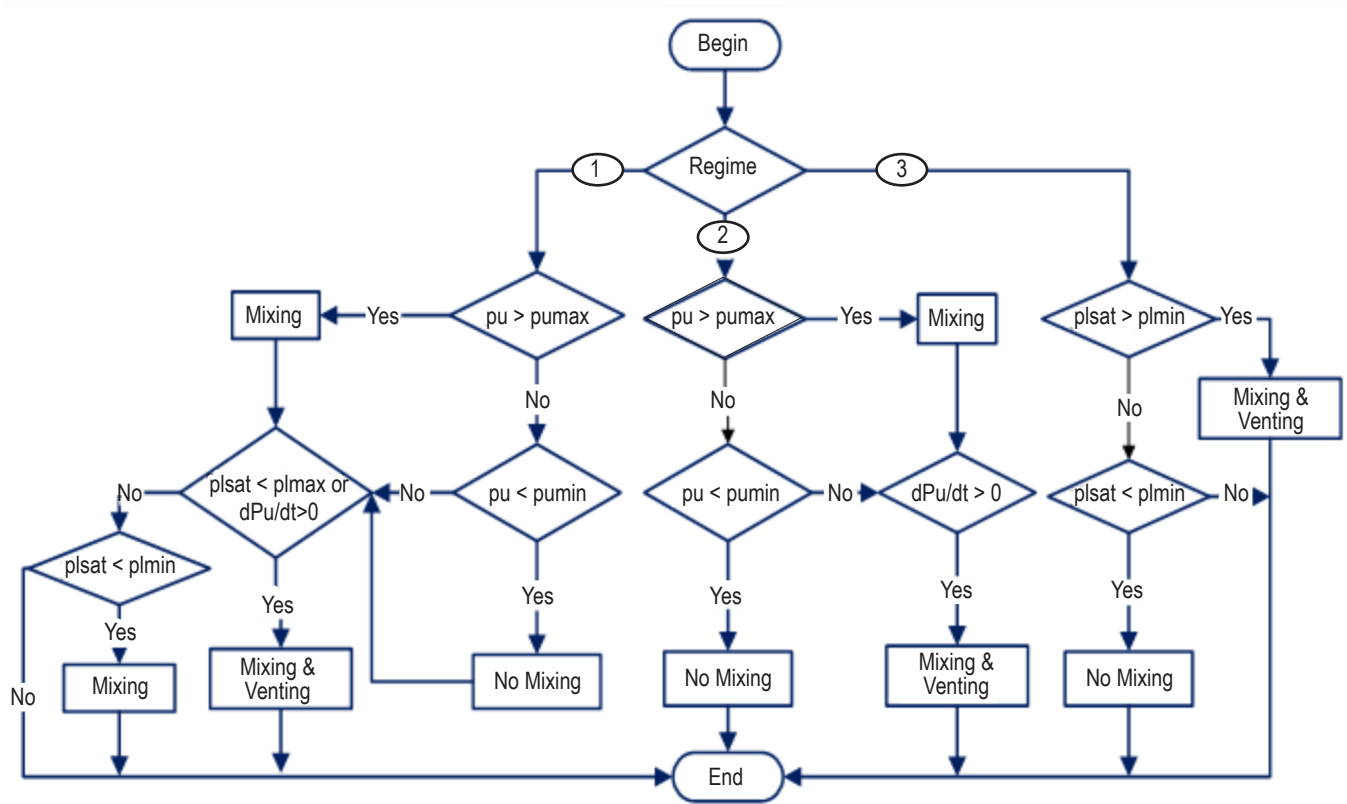 Begin
Regime
1
3
2
Mixing
Yes
pu > pumax
pu > pumax
Yes
Mixing
plsat > plmin
Yes
No
No
No
Mixing &
Venting
No
plsat < plmax or
dPu/dt>0
No
pu < pumin
pu < pumin
No
dPu/dt > 0
plsat < plmin
No
plsat < plmin
Yes
Yes
Yes
Yes
Yes
Yes
No
Mixing
Mixing &
Venting
No Mixing
No Mixing
Mixing &
Venting
No Mixing
End